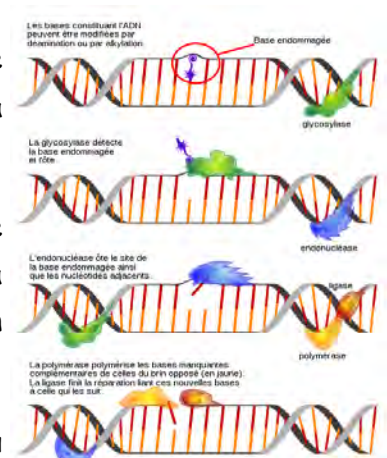 Les bases constituant l'ADN
peuvent être modifiées par
déamination ou par alkylation
Base endommagée
glycosylase
La glycosylase détecte
la base endommagée
et l'ôte
endonucléase
L'endonucléase ôte le site de
la base endommagée ainsi
que les nucléotides adjacents
ligase
polymérase
La polymérase polymérise les bases manquantes
complémentaires de celles du brin opposé (en jaune).
La ligase finit la réparation liant ces nouvelles bases
à celle qui les suit.